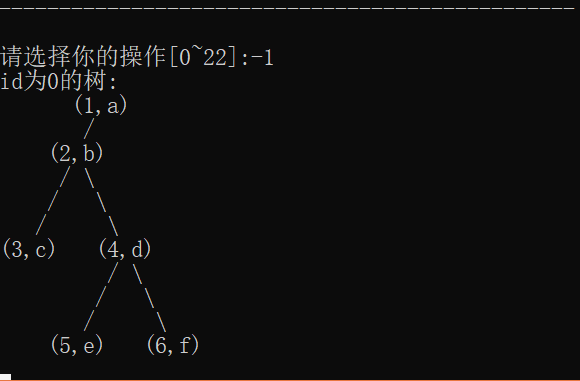 请选择你的操作[0~22]:-1
id为0的树:
(1,a)
/
(2,b)
/ \
/ \
/ \
(3,c) (4,d)
/ \
/ \
/ \
(5,e) (6,f)